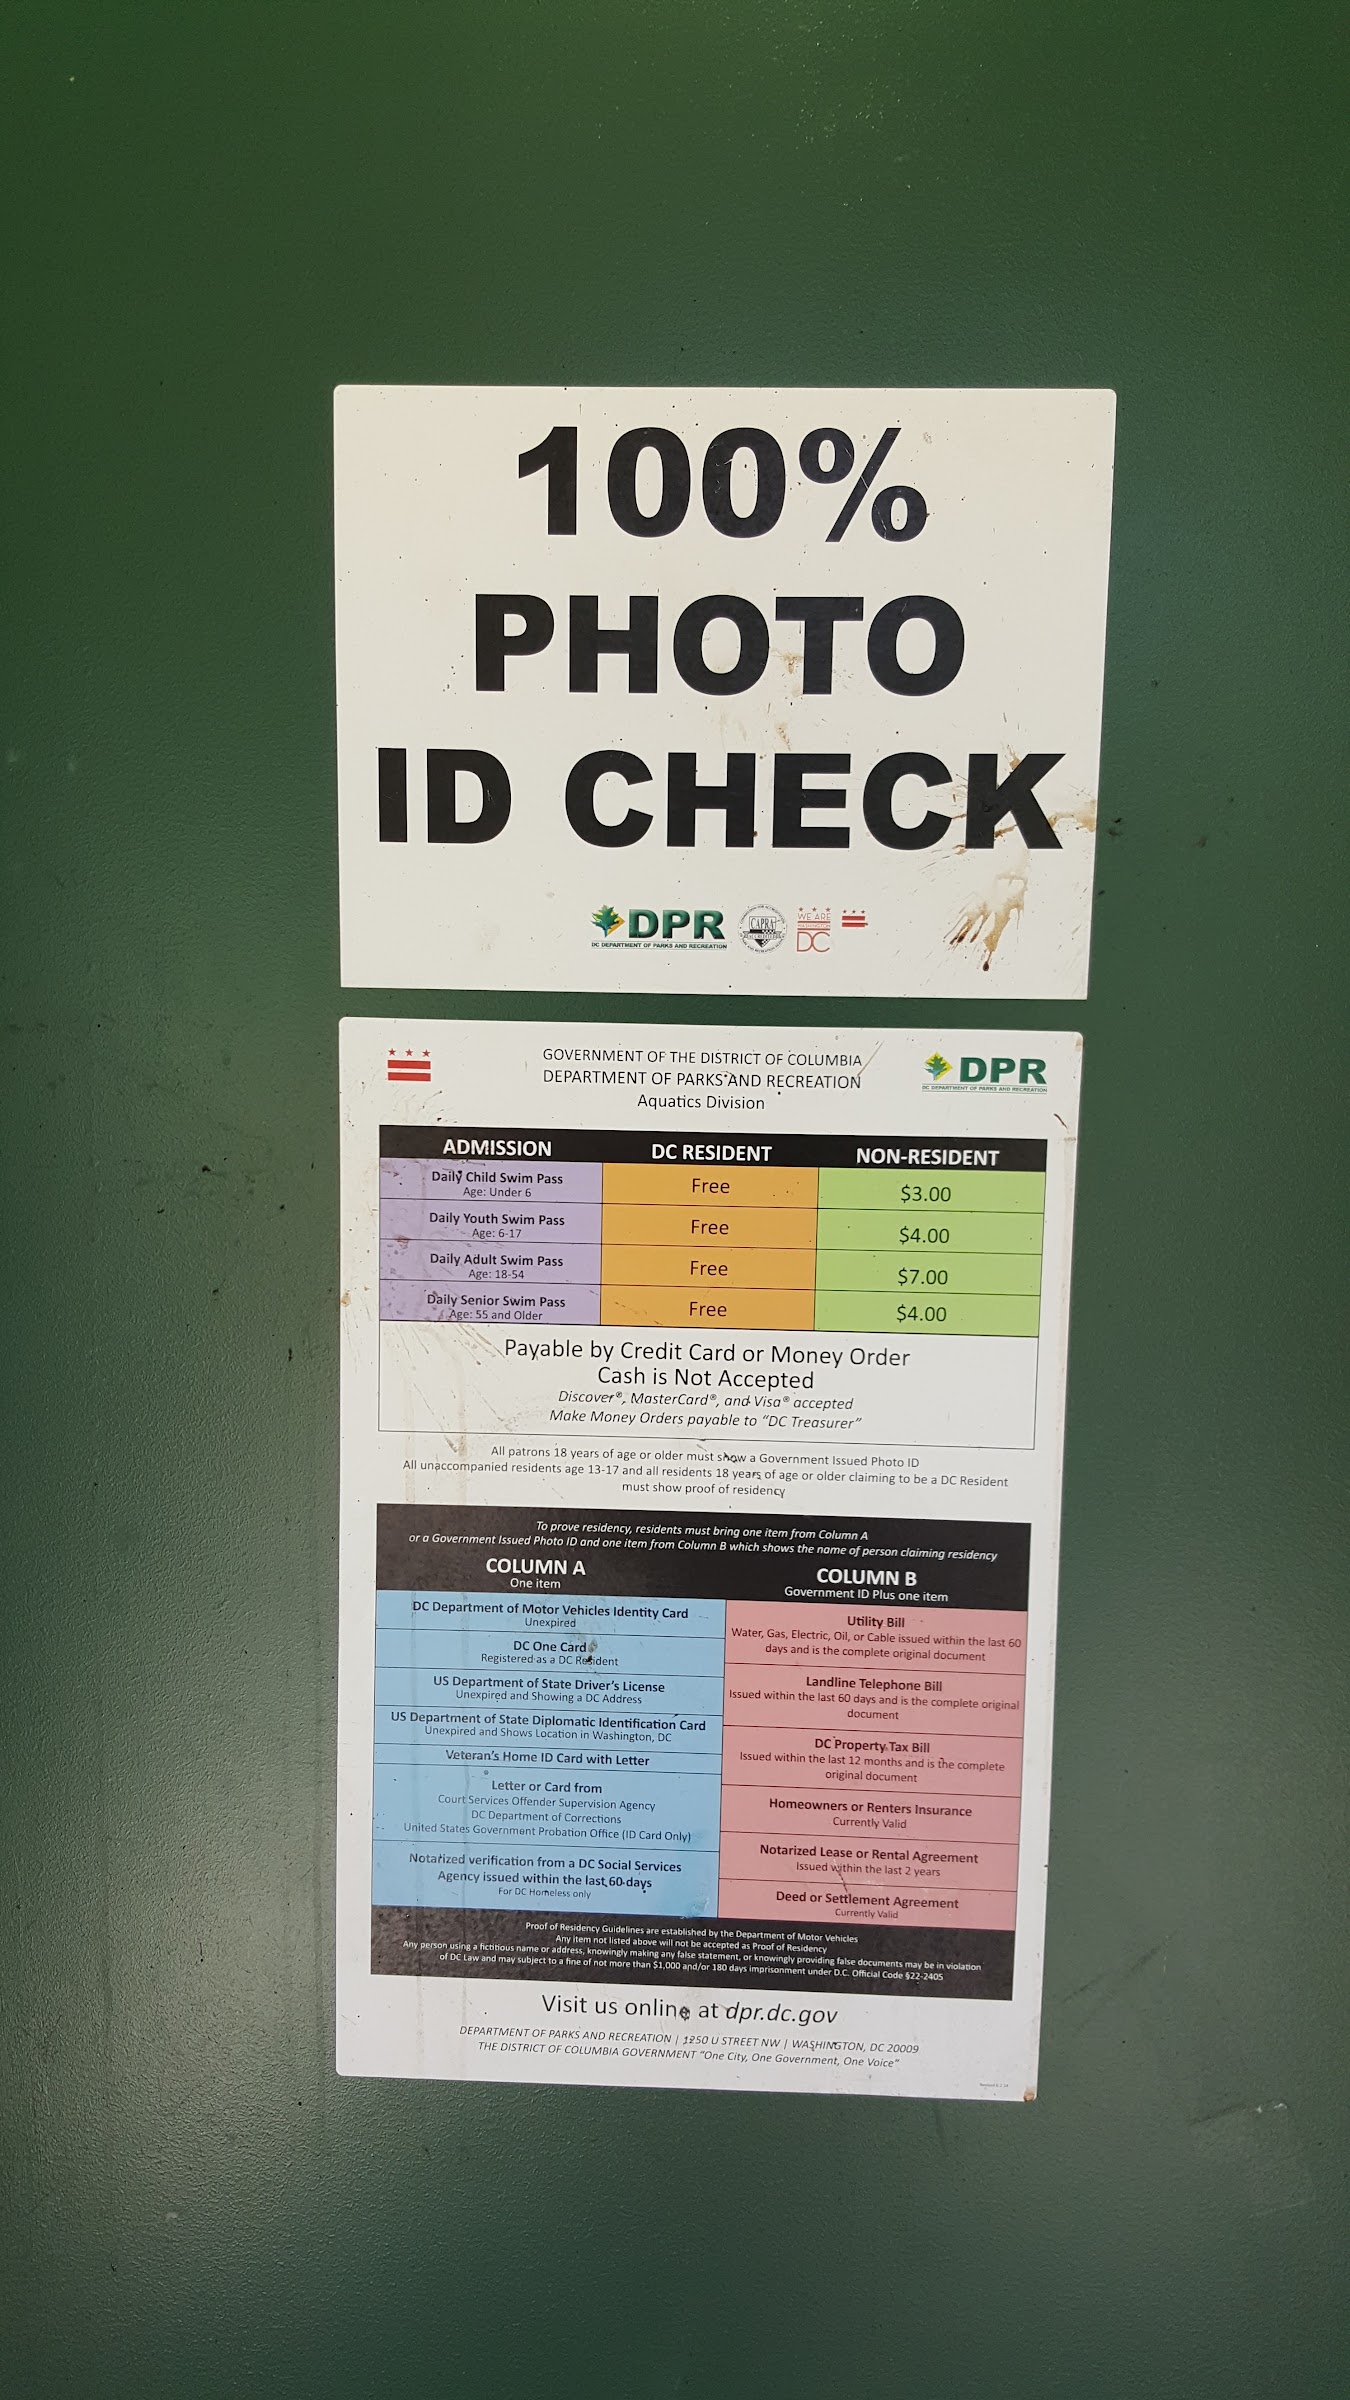 100%
PHOTO
ID CHECK
DPR
DC DEPARTMENT OF PARKS AND RECREATION
CAPRA
WE ARE
WASHINGTON
DC
GOVERNMENT OF THE DISTRICT OF COLUMBIA
DEPARTMENT OF PARKS AND RECREATION
Aquatics Division
DPR
DC DEPARTMENT OF PARKS AND RECREATION
ADMISSION DC RESIDENT NON-RESIDENT
Daily Child Swim Pass
Age: Under 6
Free $3.00
Daily Youth Swim Pass
Age: 6-17
Free $4.00
Daily Adult Swim Pass
Age: 18-54
Free $7.00
Daily Senior Swim Pass
Age: 55 and Older
Free $4.00
Payable by Credit Card or Money Order
Cash is Not Accepted
Discover®, MasterCard®, and Visa® accepted
Make Money Orders payable to “DC Treasurer”
All patrons 18 years of age or older must show a Government Issued Photo ID
All unaccompanied residents age 13-17 and all residents 18 years of age or older claiming to be a DC Resident
must show proof of residency
To prove residency, residents must bring one item from Column A
or a Government Issued Photo ID and one item from Column B which shows the name of person claiming residency
COLUMN A
One item
DC Department of Motor Vehicles Identity Card
Unexpired
DC One Card
Registered as a DC Resident
US Department of State Driver’s License
Unexpired and Showing a DC Address
US Department of State Diplomatic Identification Card
Unexpired and Shows Location in Washington, DC
Veteran’s Home ID Card with Letter
Letter or Card from
Court Services Offender Supervision Agency
DC Department of Corrections
United States Government Probation Office (ID Card Only)
Notarized verification from a DC Social Services
Agency issued within the last 60 days
For DC Homeless only
COLUMN B
Government ID Plus one item
Utility Bill
Water, Gas, Electric, Oil, or Cable issued within the last 60
days and is the complete original document
Landline Telephone Bill
Issued within the last 60 days and is the complete original
document
DC Property Tax Bill
Issued within the last 12 months and is the complete
original document
Homeowners or Renters Insurance
Currently Valid
Notarized Lease or Rental Agreement
Issued within the last 2 years
Deed or Settlement Agreement
Currently Valid
Proof of Residency Guidelines are established by the Department of Motor Vehicles
Any item not listed above will not be accepted as Proof of Residency
Any person using a fictitious name or address, knowingly making any false statement, or knowingly providing false documents may be in violation
of DC Law and may subject to a fine of not more than $1,000 and/or 180 days imprisonment under D.C. Official Code §22-2405
Visit us online at dpr.dc.gov
DEPARTMENT OF PARKS AND RECREATION | 1250 U STREET NW | WASHINGTON, DC 20009
THE DISTRICT OF COLUMBIA GOVERNMENT “One City, One Government, One Voice”